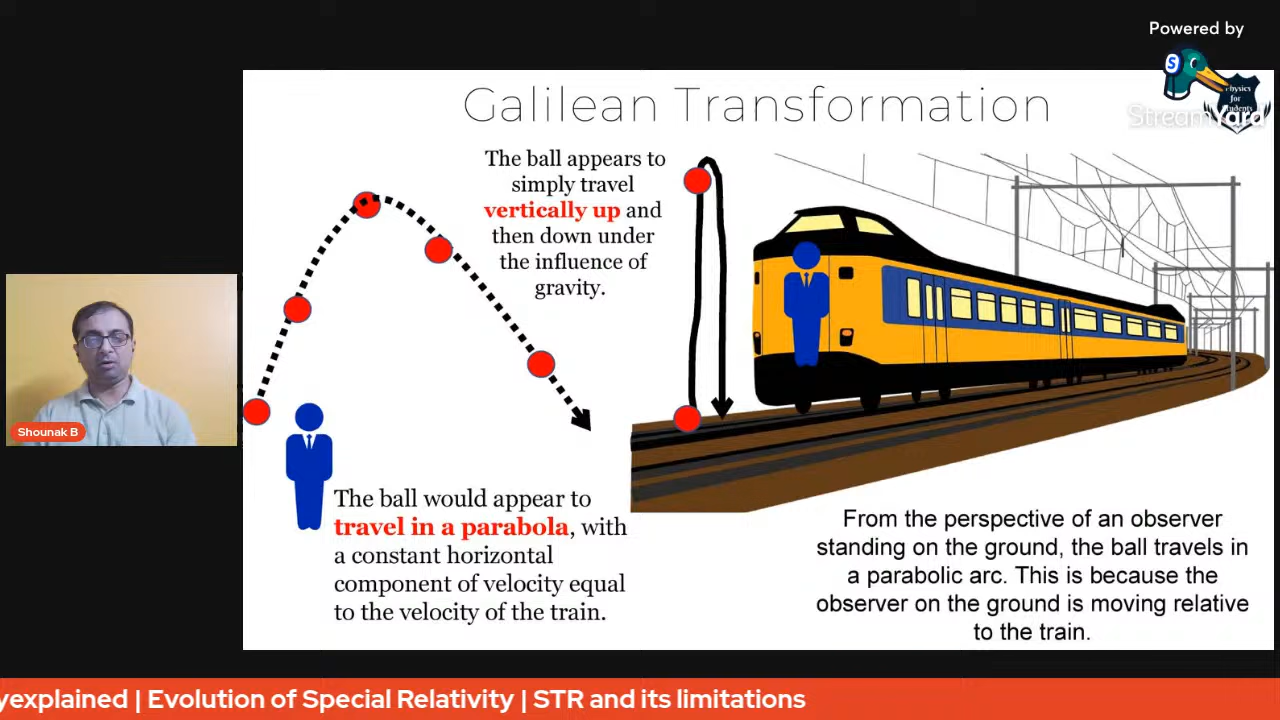 Powered by
S
Physics
for
Students
StreamYard
Galilean Transformation
The ball appears to
simply travel
vertically up and
then down under
the influence of
gravity.
Shounak B
The ball would appear to
travel in a parabola, with
a constant horizontal
component of velocity equal
to the velocity of the train.
From the perspective of an observer
standing on the ground, the ball travels in
a parabolic arc. This is because the
observer on the ground is moving relative
to the train.
yexplained | Evolution of Special Relativity | STR and its limitations